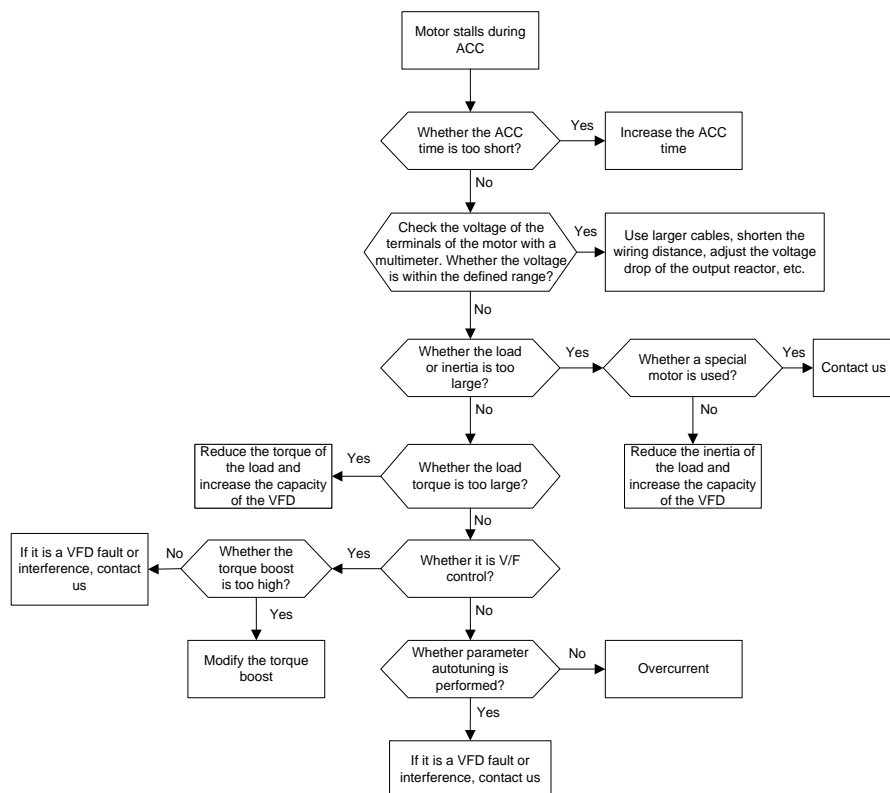 Motor stalls during
ACC
Whether the ACC
time is too short?
Yes
Increase the ACC
time
No
Check the voltage of the
terminals of the motor with a
multimeter. Whether the voltage
is within the defined range?
Yes
Use larger cables, shorten the
wiring distance, adjust the voltage
drop of the output reactor, etc.
No
Whether the load
or inertia is too
large?
Yes
Whether a special
motor is used?
Yes
Contact us
No
No
Reduce the inertia of
the load and
increase the capacity
of the VFD
Reduce the torque of
the load and
increase the capacity
of the VFD
Yes
Whether the load
torque is too large?
No
If it is a VFD fault or
interference, contact
us
No
Whether the
torque boost
is too high?
Yes
Whether it is V/F
control?
Yes
No
Modify the torque
boost
Whether parameter
autotuning is
performed?
No
Overcurrent
Yes
If it is a VFD fault or
interference, contact us